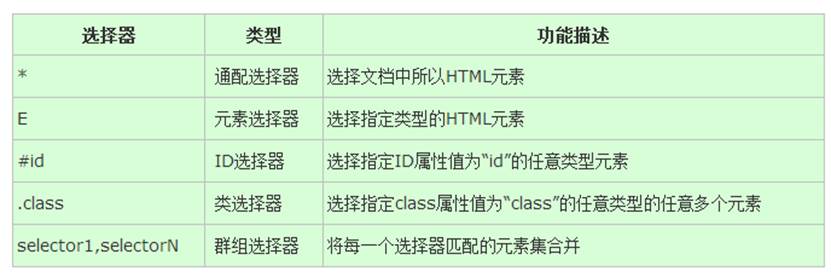 选择器 类型 功能描述
* 通配选择器 选择文档中所以HTML元素
E 元素选择器 选择指定类型的HTML元素
#id ID选择器 选择指定ID属性值为“id”的任意类型元素
.class 类选择器 选择指定class属性值为“class”的任意类型的任意多个元素
selector1,selectorN 群组选择器 将每一个选择器匹配的元素集合并